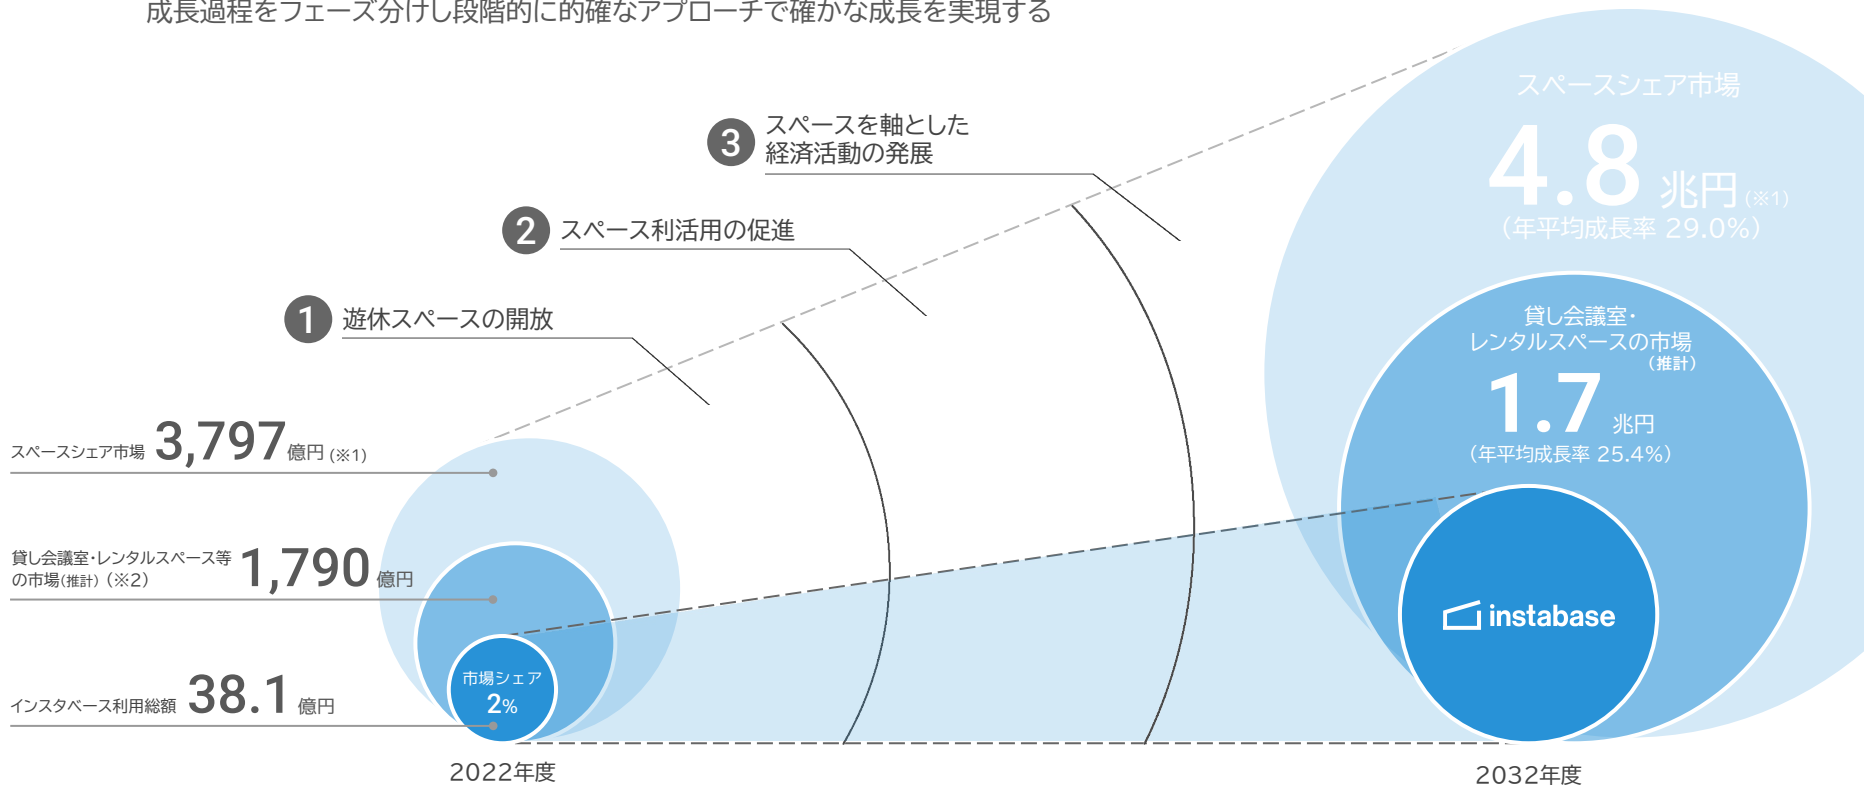 成長過程をフェーズ分けし段階的に的確なアプローチで確かな成長を実現する
スペースシェア市場
4.8 兆円(※1)
(年平均成長率 29.0%)
3 スペースを軸とした
経済活動の発展
2 スペース利活用の促進
1 遊休スペースの開放
貸し会議室・
レンタルスペースの市場
(推計)
1.7 兆円
(年平均成長率 25.4%)
スペースシェア市場 3,797億円(※1)
貸し会議室・レンタルスペース等
の市場(推計)(※2)
1,790億円
インスタベース利用総額 38.1 億円
市場シェア
2%
instabase
2022年度
2032年度